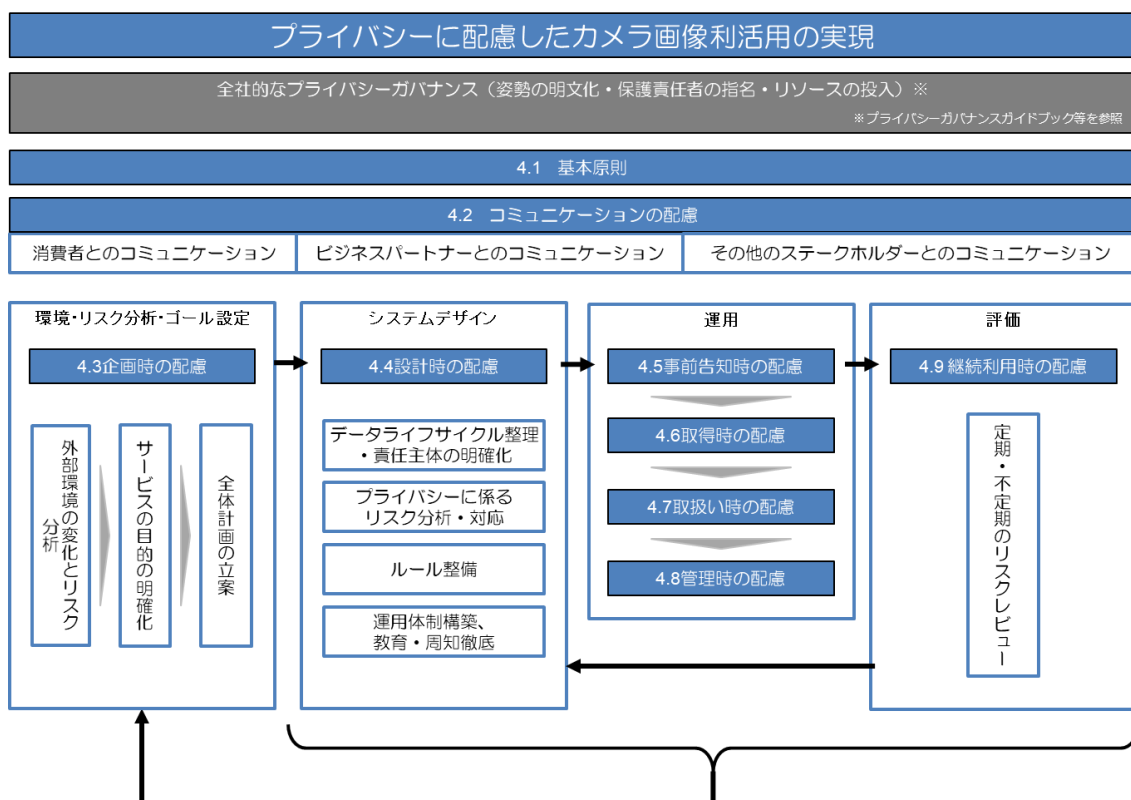 プライバシーに配慮したカメラ画像利活用の実現
全社的なプライバシーガバナンス（姿勢の明文化・保護責任者の指名・リソースの投入）※
※プライバシーガバナンスガイドブック等を参照
4.1 基本原則
4.2 コミュニケーションの配慮
消費者とのコミュニケーション
ビジネスパートナーとのコミュニケーション
その他のステークホルダーとのコミュニケーション
環境・リスク分析・ゴール設定
4.3企画時の配慮
外部環境の変化とリスク
分析
サービスの目的の明確化
全体計画の立案
システムデザイン
4.4設計時の配慮
データライフサイクル整理
・責任主体の明確化
プライバシーに係る
リスク分析・対応
ルール整備
運用体制構築、
教育・周知徹底
運用
4.5事前告知時の配慮
4.6取得時の配慮
4.7取扱い時の配慮
4.8管理時の配慮
評価
4.9 継続利用時の配慮
定期・不定期のリスクレビュー